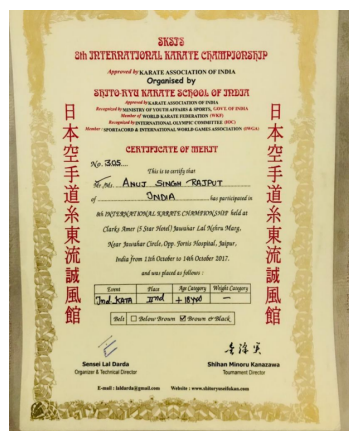 SKSIS
8th INTERNATIONAL KARATE CHAMPIONSHIP
Approved by KARATE ASSOCIATION OF INDIA
Organised by
SHITO-RYU KARATE SCHOOL OF INDIA
Approved by KARATE ASSOCIATION OF INDIA
Recognised by MINISTRY OF YOUTH AFFAIRS & SPORTS, GOVT. OF INDIA
Member of WORLD KARATE FEDERATION (WKF)
Recognised by INTERNATIONAL OLYMPIC COMMITTEE (IOC)
Member : SPORTACORD & INTERNATIONAL WORLD GAMES ASSOCIATION (IWGA)
日本空手道糸東流誠風館
日本空手道糸東流誠風館
CERTIFICATE OF MERIT
No. 305
This is to certify that
Mr./Ms. ANUJ SINGH RAJPUT
of INDIA has participated in
8th INTERNATIONAL KARATE CHAMPIONSHIP held at
Clarks Amer (5 Star Hotel) Jawahar Lal Nehru Marg,
Near Jawahar Circle, Opp. Fortis Hospital, Jaipur,
India from 12th October to 14th October 2017.
and was placed as follows :
Event Place Age Category Weight Category
Ind. KATA IInd +18 —
Belt ☐ Below Brown ☑ Brown & Black
Sensei Lal Darda
Organizer & Technical Director
Shihan Minoru Kanazawa
Tournament Director
E-mail : laldarda@gmail.com Website : www.shitoryuseifukan.com